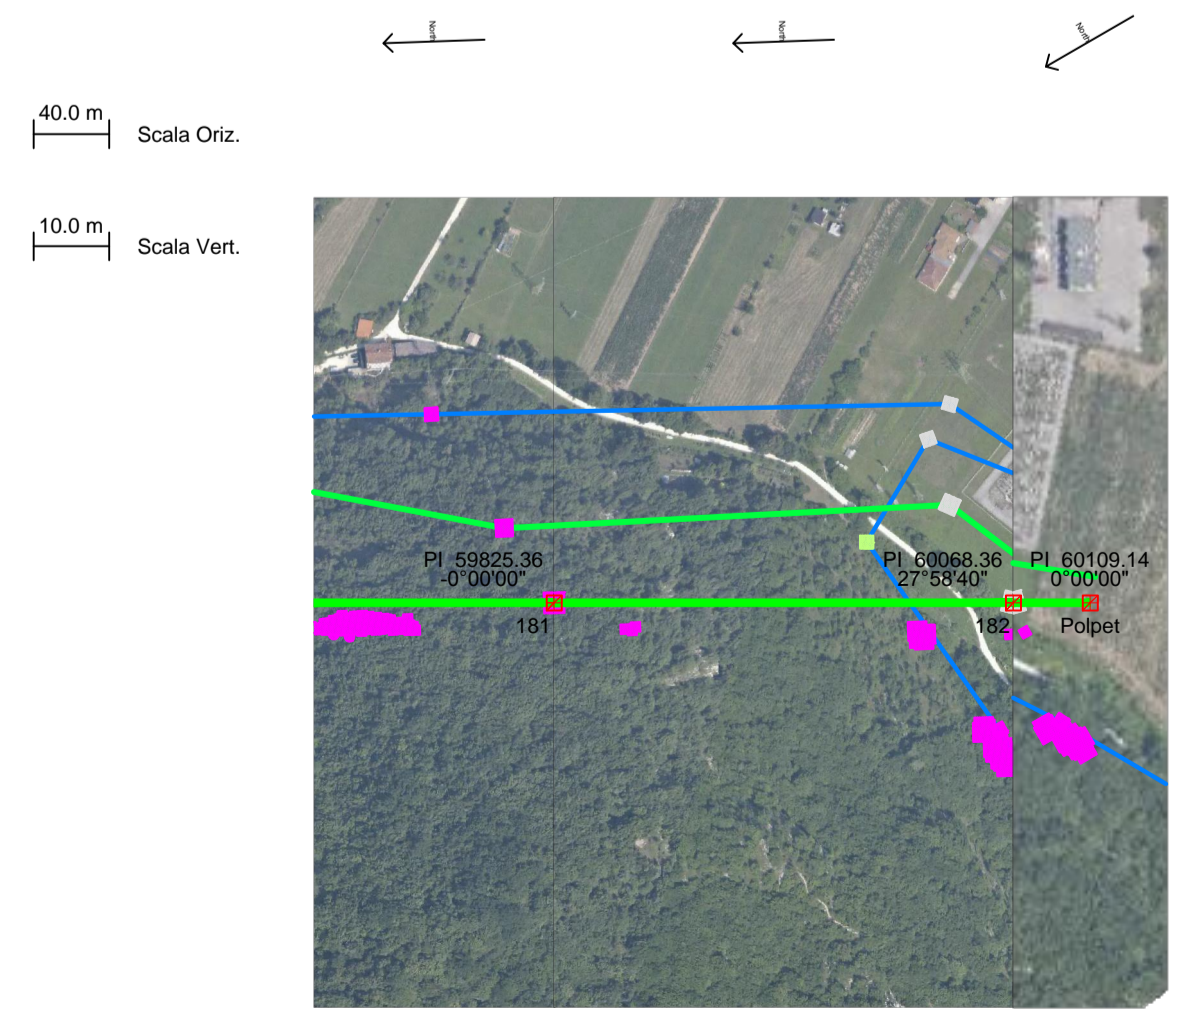 North
North
North
40.0 m
Scala Oriz.
10.0 m
Scala Vert.
PI 59825.36
-0°00'00"
PI 60068.36
27°58'40"
PI 60109.14
0°00'00"
181
182
Polpet